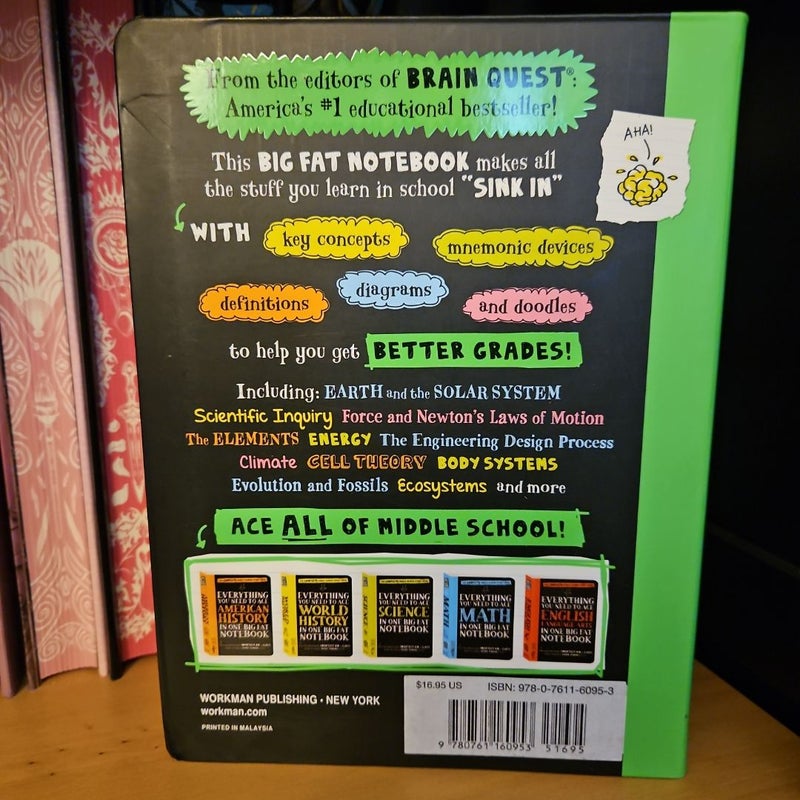 From the editors of BRAIN QUEST®:
America's #1 educational bestseller!
AHA!
This BIG FAT NOTEBOOK makes all
the stuff you learn in school "SINK IN"
WITH key concepts mnemonic devices
definitions diagrams and doodles
to help you get BETTER GRADES!
Including: EARTH and the SOLAR SYSTEM
Scientific Inquiry Force and Newton's Laws of Motion
The ELEMENTS ENERGY The Engineering Design Process
Climate CELL THEORY BODY SYSTEMS
Evolution and Fossils Ecosystems and more
ACE ALL OF MIDDLE SCHOOL!
EVERYTHING
YOU NEED TO ACE
AMERICAN
HISTORY
IN ONE BIG FAT
NOTEBOOK
EVERYTHING
YOU NEED TO ACE
WORLD
HISTORY
IN ONE BIG FAT
NOTEBOOK
EVERYTHING
YOU NEED TO ACE
SCIENCE
IN ONE BIG FAT
NOTEBOOK
EVERYTHING
YOU NEED TO ACE
MATH
IN ONE BIG FAT
NOTEBOOK
EVERYTHING
YOU NEED TO ACE
ENGLISH
LANGUAGE ARTS
IN ONE BIG FAT
NOTEBOOK
WORKMAN PUBLISHING • NEW YORK
workman.com
PRINTED IN MALAYSIA
$16.95 US ISBN: 978-0-7611-6095-3
9 780761 160953 51695